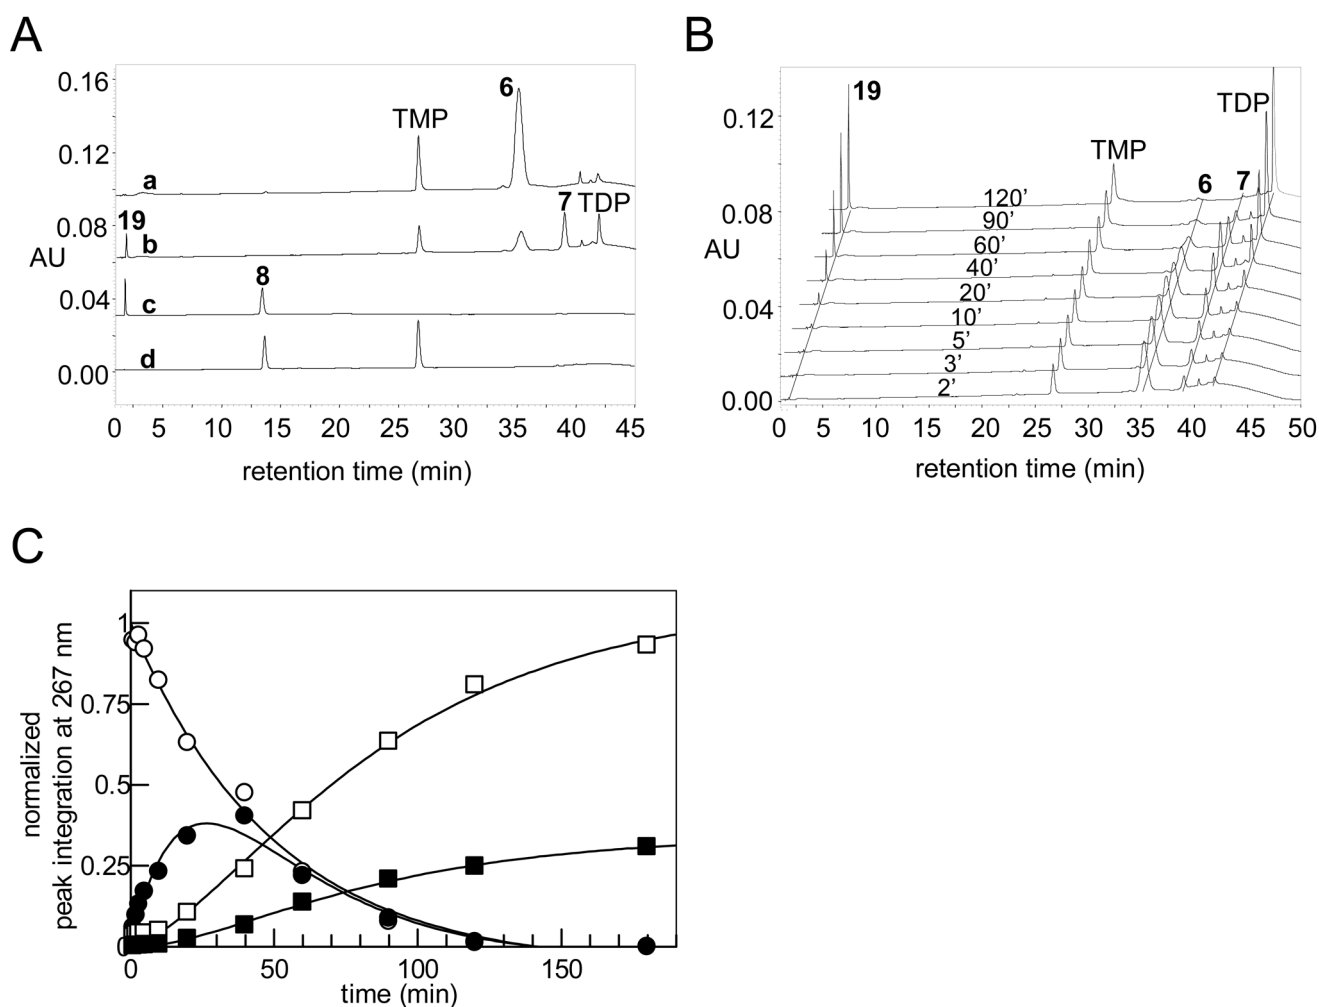 A
0.16
0.12
0.08
AU
0.04
0.00
6
TMP
a
19
b
7 TDP
8
c
d
0 5 10 15 20 25 30 35 40 45
retention time (min)
B
0.12
0.08
AU
0.04
0.00
19
TDP
TMP
6
7
120’
90’
60’
40’
20’
10’
5’
3’
2’
0 5 10 15 20 25 30 35 40 45 50
retention time (min)
C
normalized
peak integration at 267 nm
1
0.75
0.5
0.25
0
0 50 100 150
time (min)